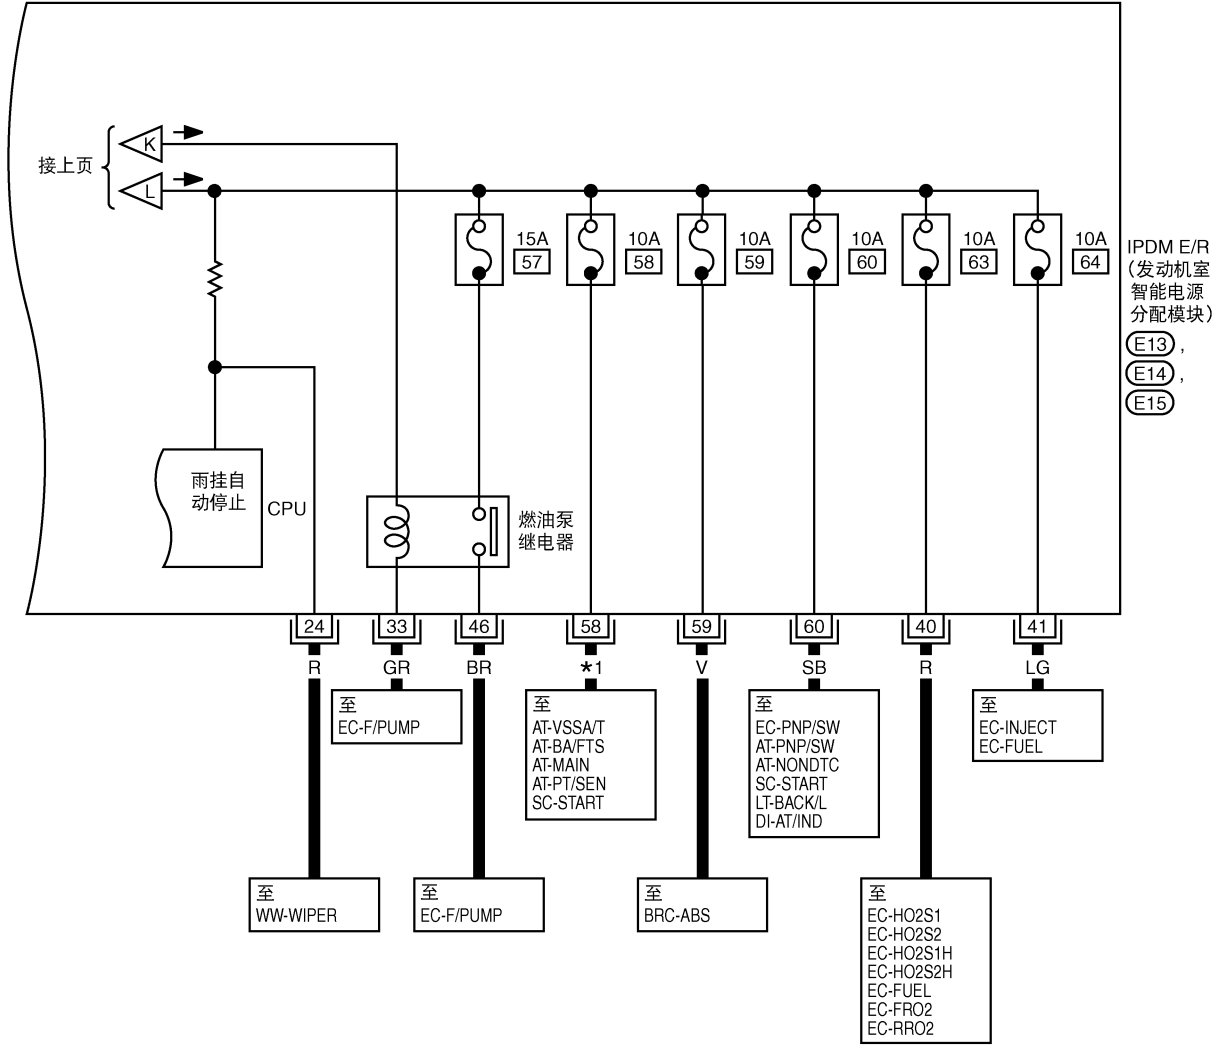 接上页
K
L
15A
57
10A
58
10A
59
10A
60
10A
63
10A
64
IPDM E/R
（发动机室
智能电源
分配模块）
E13 ,
E14 ,
E15
雨挂自
动停止
CPU
燃油泵
继电器
24
33
46
58
59
60
40
41
R
GR
BR
★1
V
SB
R
LG
至
EC-F/PUMP
至
AT-VSSA/T
AT-BA/FTS
AT-MAIN
AT-PT/SEN
SC-START
至
EC-PNP/SW
AT-PNP/SW
AT-NONDTC
SC-START
LT-BACK/L
DI-AT/IND
至
EC-INJECT
EC-FUEL
至
WW-WIPER
至
EC-F/PUMP
至
BRC-ABS
至
EC-HO2S1
EC-HO2S2
EC-HO2S1H
EC-HO2S2H
EC-FUEL
EC-FRO2
EC-RRO2